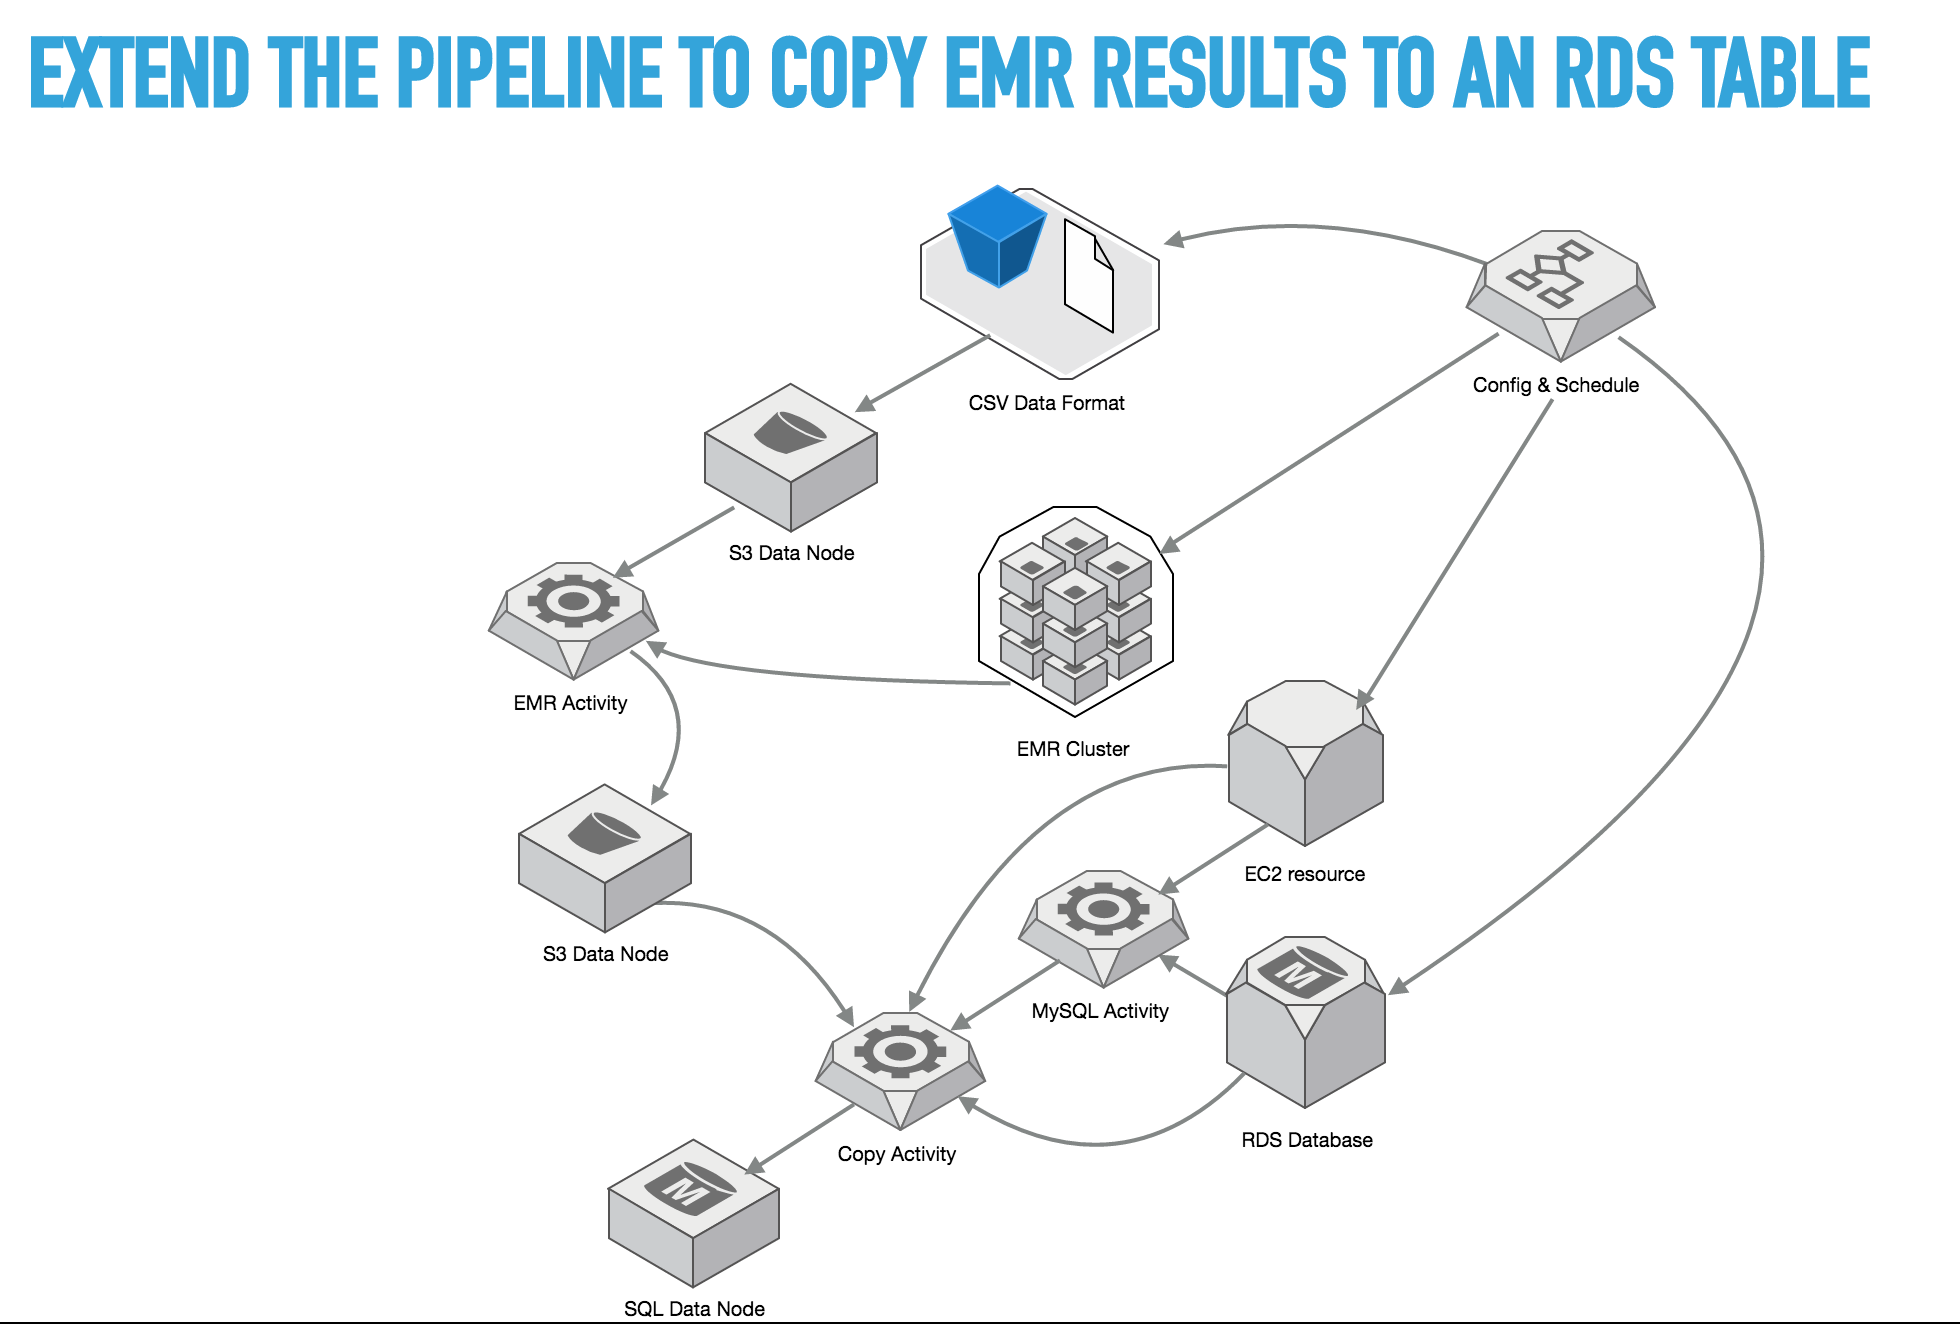 EXTEND THE PIPELINE TO COPY EMR RESULTS TO AN RDS TABLE
Config & Schedule
CSV Data Format
S3 Data Node
EMR Activity
EMR Cluster
EC2 resource
S3 Data Node
M
MySQL Activity
RDS Database
Copy Activity
M
SQL Data Node